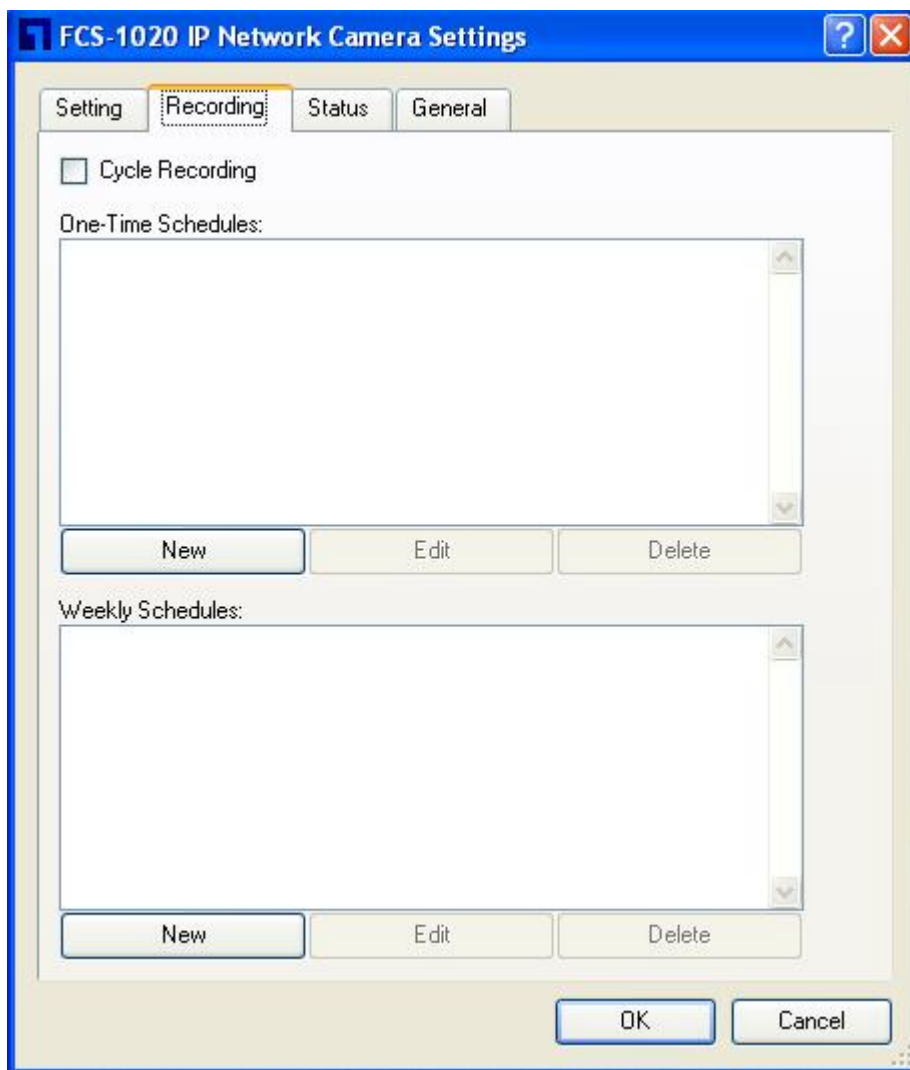 FCS-1020 IP Network Camera Settings
Setting Recording Status General
Cycle Recording
One-Time Schedules:
New Edit Delete
Weekly Schedules:
New Edit Delete
OK Cancel